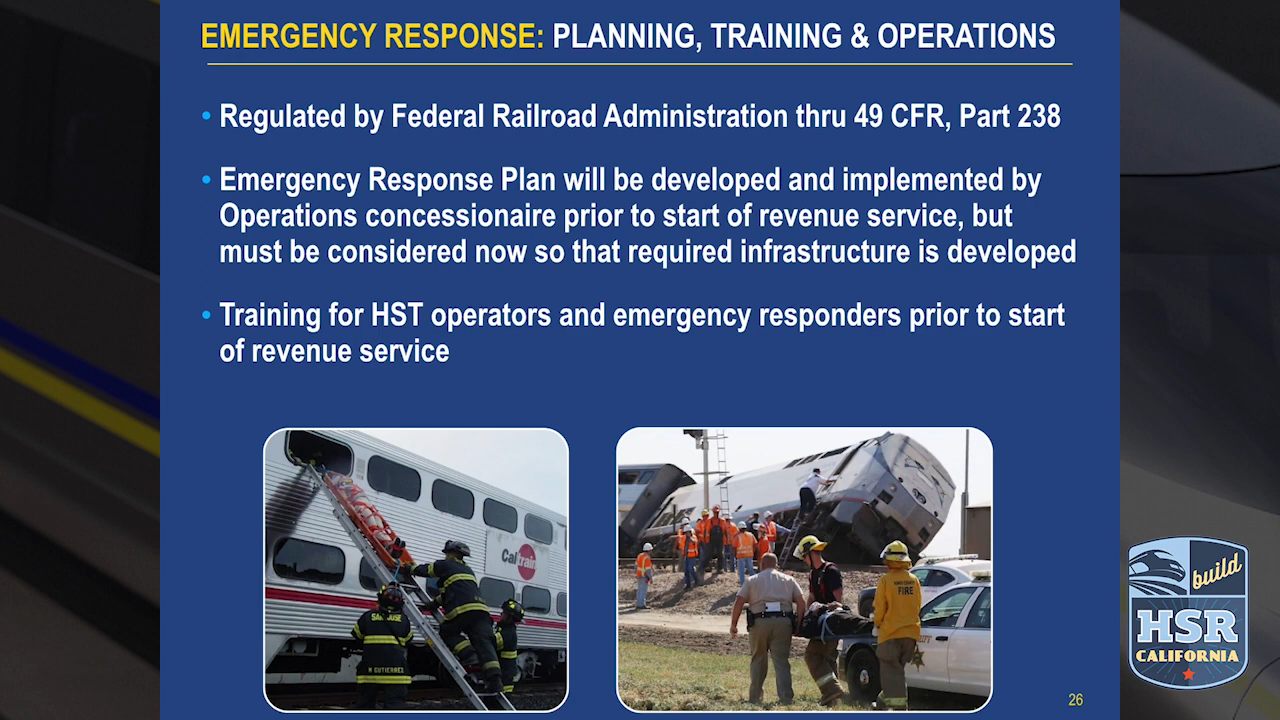 EMERGENCY RESPONSE: PLANNING, TRAINING & OPERATIONS
• Regulated by Federal Railroad Administration thru 49 CFR, Part 238
• Emergency Response Plan will be developed and implemented by
Operations concessionaire prior to start of revenue service, but
must be considered now so that required infrastructure is developed
• Training for HST operators and emergency responders prior to start
of revenue service
Caltrain
SAN JOSE
M GUTIERREZ
FIRE
26
build
HSR
CALIFORNIA